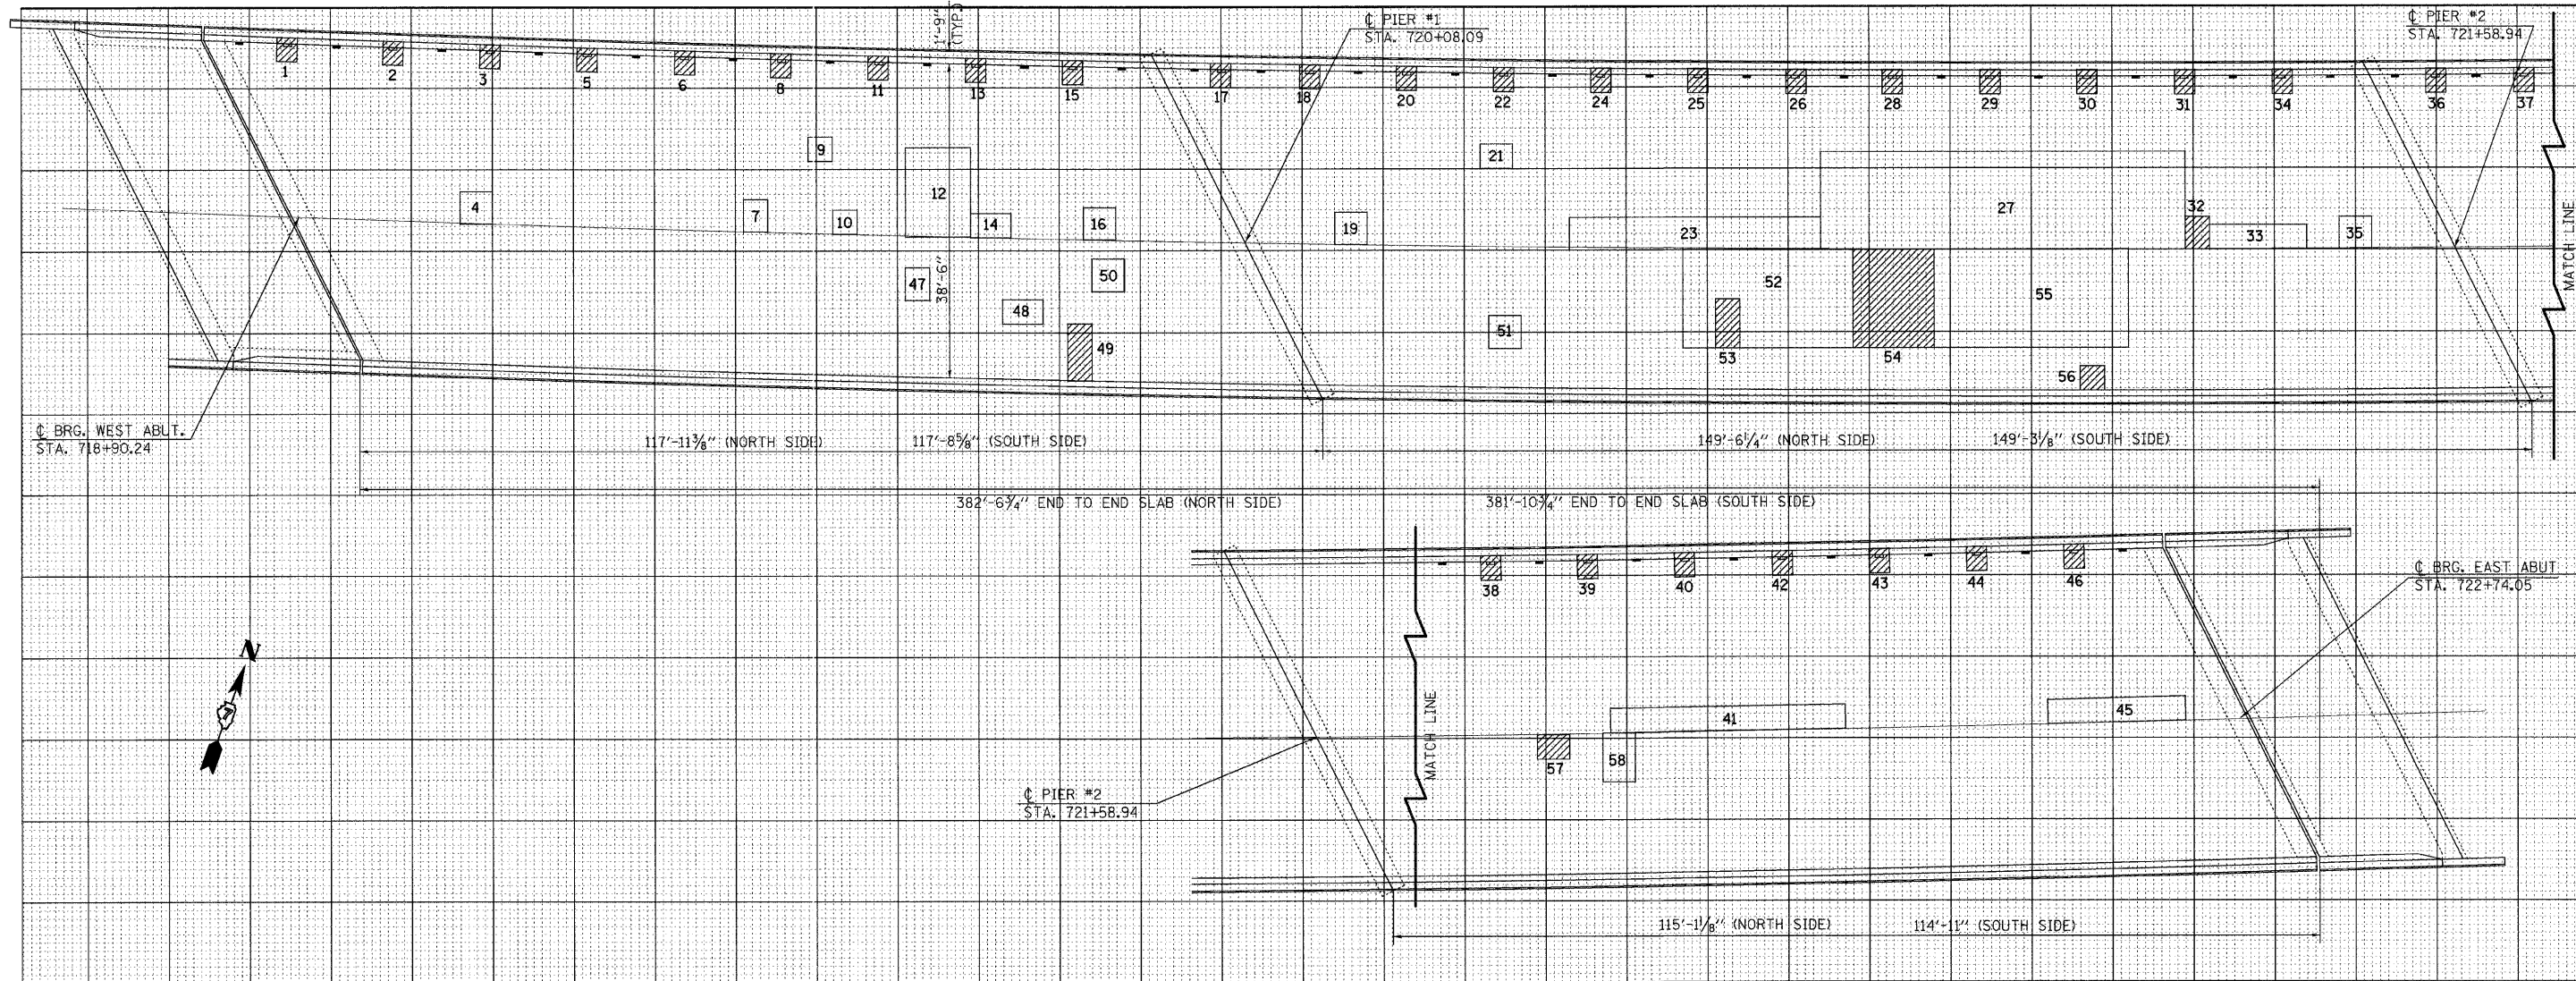 1'-9"
(TYP.)
℄ PIER #1
STA. 720+08.09
℄ PIER #2
STA. 721+58.94
1
2
3
5
6
8
11
13
15
17
18
20
22
24
25
26
28
29
30
31
34
36
37
9
21
4
7
10
12
14
16
19
23
27
32
33
35
MATCH LINE
47
38'-6"
50
48
49
51
52
53
54
55
56
℄ BRG. WEST ABUT.
STA. 718+90.24
117'-11⅜" (NORTH SIDE)
117'-8⅝" (SOUTH SIDE)
149'-6¼" (NORTH SIDE)
149'-3⅛" (SOUTH SIDE)
382'-6¾" END TO END SLAB (NORTH SIDE)
381'-10¾" END TO END SLAB (SOUTH SIDE)
38
39
40
42
43
44
46
℄ BRG. EAST ABUT
STA. 722+74.05
N
7
MATCH LINE
41
45
57
58
℄ PIER #2
STA. 721+58.94
115'-1⅛" (NORTH SIDE)
114'-11" (SOUTH SIDE)